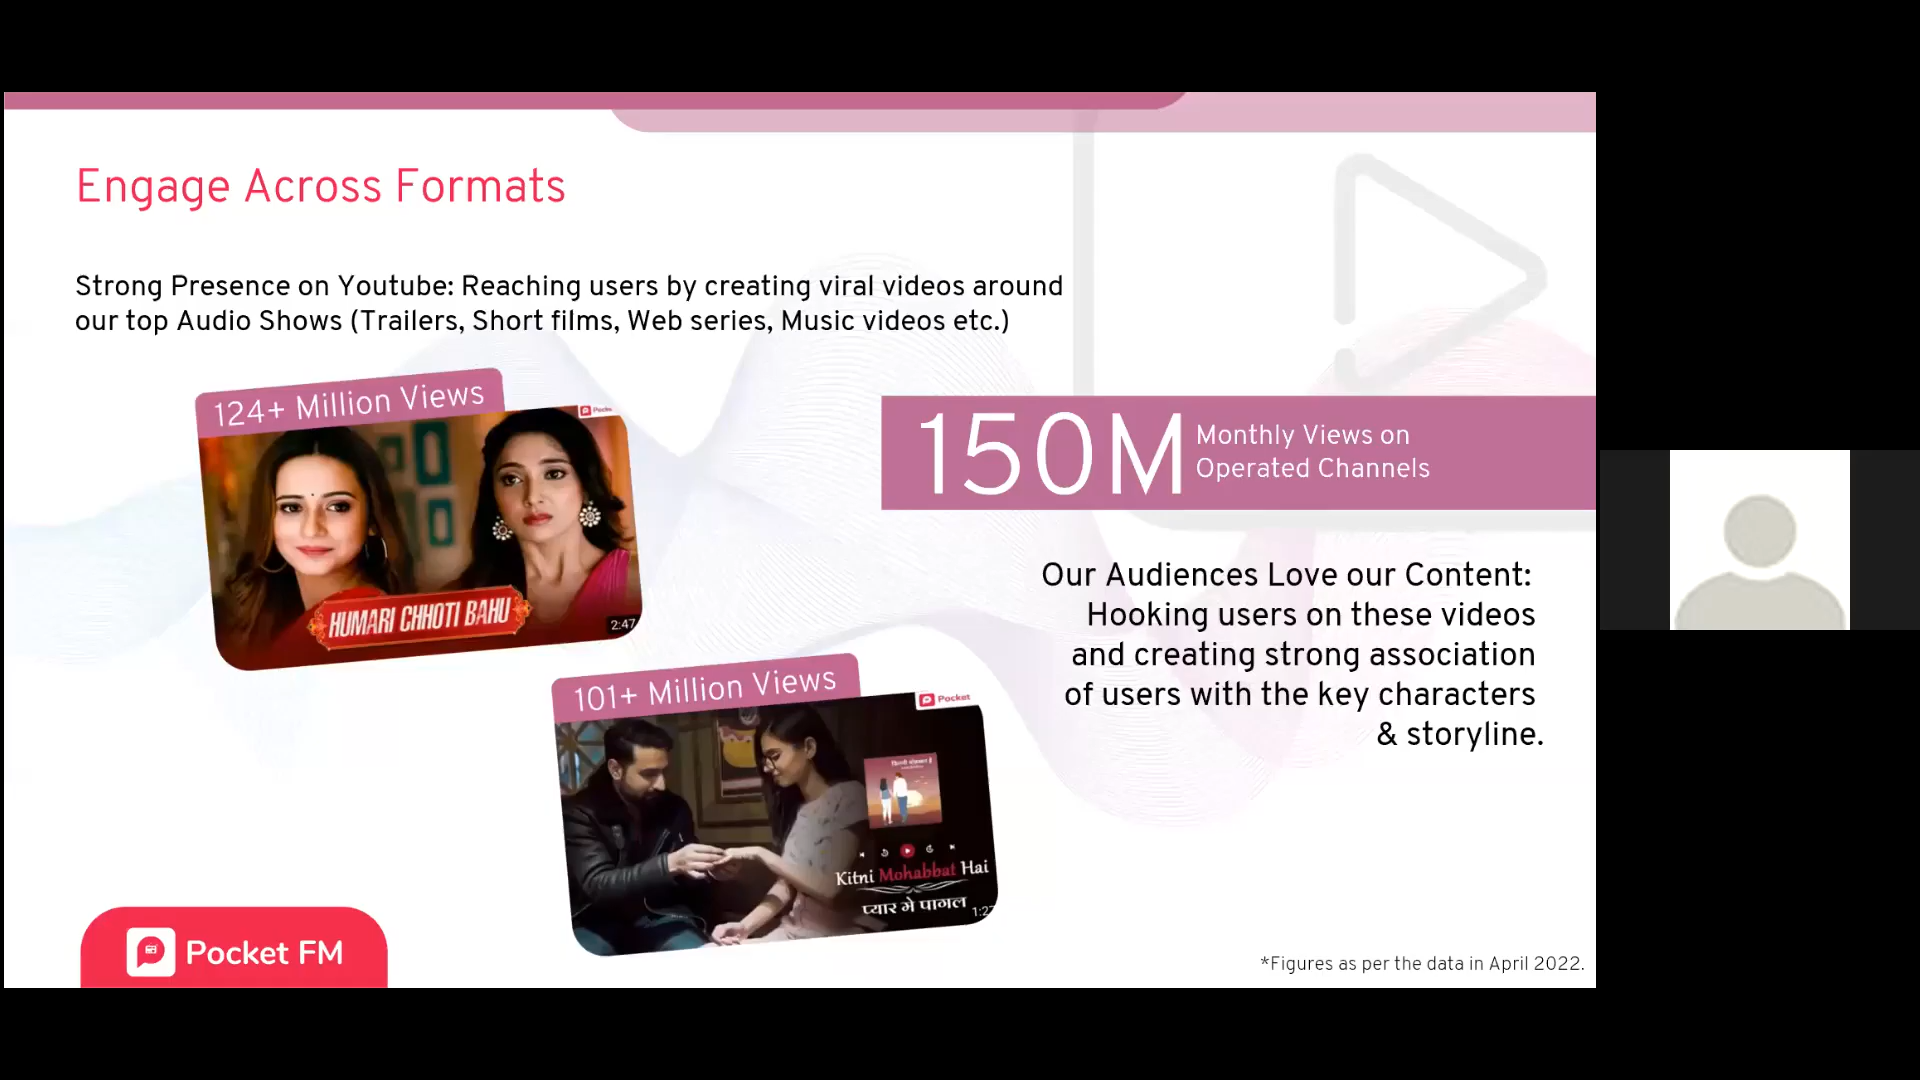 Engage Across Formats
Strong Presence on Youtube: Reaching users by creating viral videos around
our top Audio Shows (Trailers, Short films, Web series, Music videos etc.)
124+ Million Views
HUMARI CHHOTI BAHU
2:47
150M
Monthly Views on
Operated Channels
Our Audiences Love our Content:
Hooking users on these videos
and creating strong association
of users with the key characters
& storyline.
101+ Million Views
Pocket
Kitni Mohabbat Hai
प्यार मे पागल
1:27
Pocket FM
*Figures as per the data in April 2022.